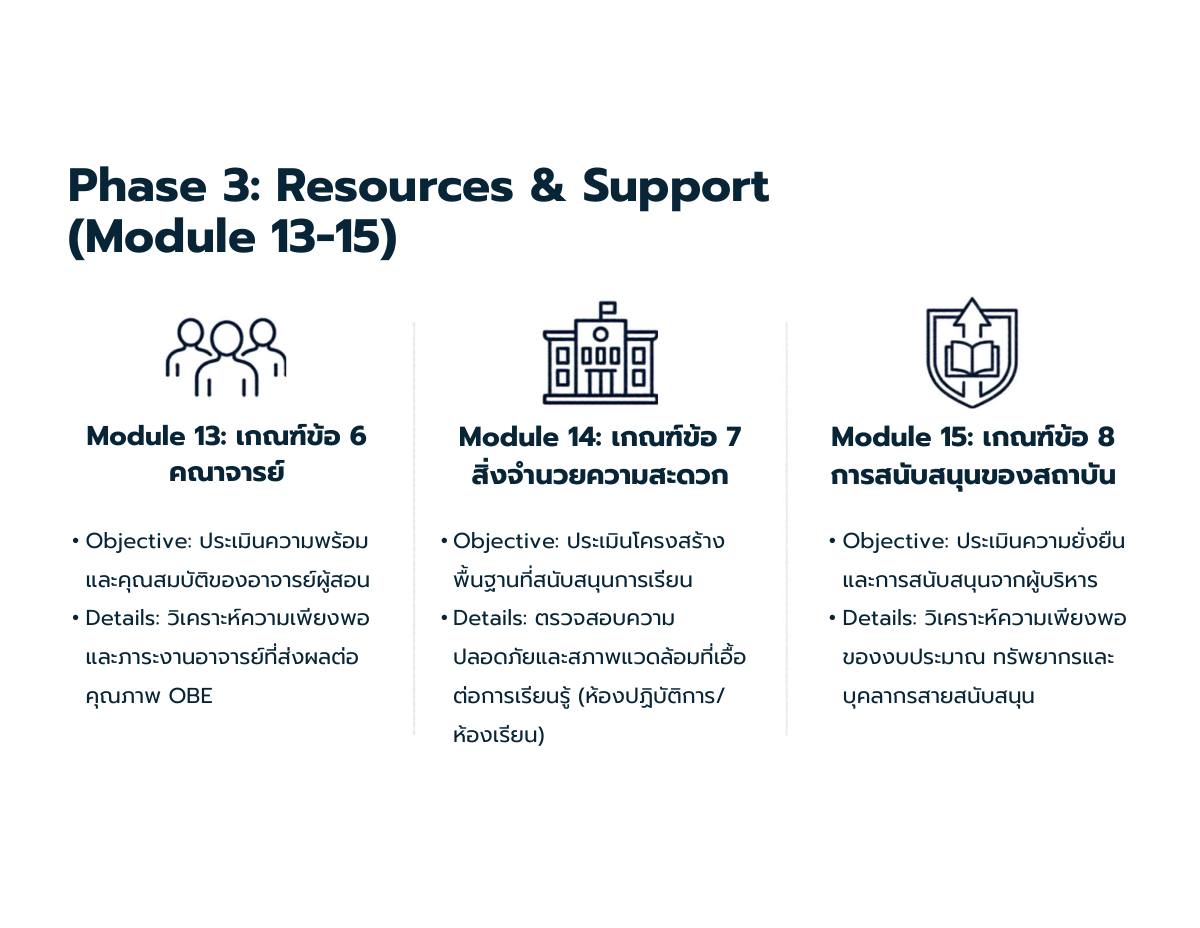 Phase 3: Resources & Support
(Module 13-15)
Module 13: เกณฑ์ข้อ 6
คณาจารย์
• Objective: ประเมินความพร้อม
และคุณสมบัติของอาจารย์ผู้สอน
• Details: วิเคราะห์ความเพียงพอ
และภาระงานอาจารย์ที่ส่งผลต่อ
คุณภาพ OBE
Module 14: เกณฑ์ข้อ 7
สิ่งจำนวยความสะดวก
• Objective: ประเมินโครงสร้าง
พื้นฐานที่สนับสนุนการเรียน
• Details: ตรวจสอบความ
ปลอดภัยและสภาพแวดล้อมที่เอื้อ
ต่อการเรียนรู้ (ห้องปฏิบัติการ/
ห้องเรียน)
Module 15: เกณฑ์ข้อ 8
การสนับสนุนของสถาบัน
• Objective: ประเมินความยั่งยืน
และการสนับสนุนจากผู้บริหาร
• Details: วิเคราะห์ความเพียงพอ
ของงบประมาณ ทรัพยากรและ
บุคลากรสายสนับสนุน